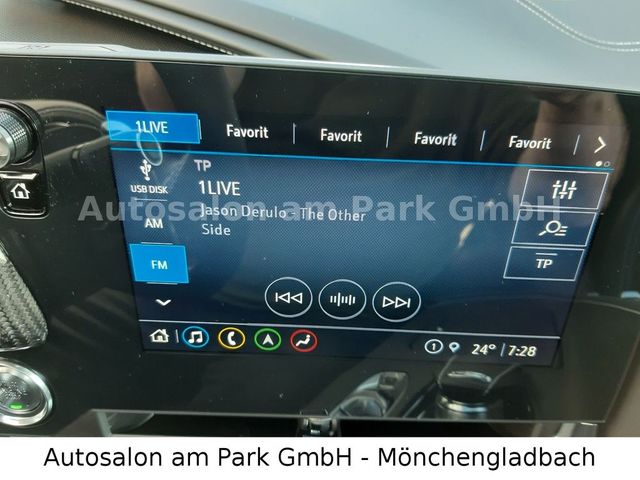 1LIVE
Favorit
Favorit
Favorit
Favorit
USB DISK
TP
1LIVE
Autosalon am Park GmbH
AM
Jason Derulo - The Other
Side
FM
TP
1
24° 7:28
Autosalon am Park GmbH - Mönchengladbach